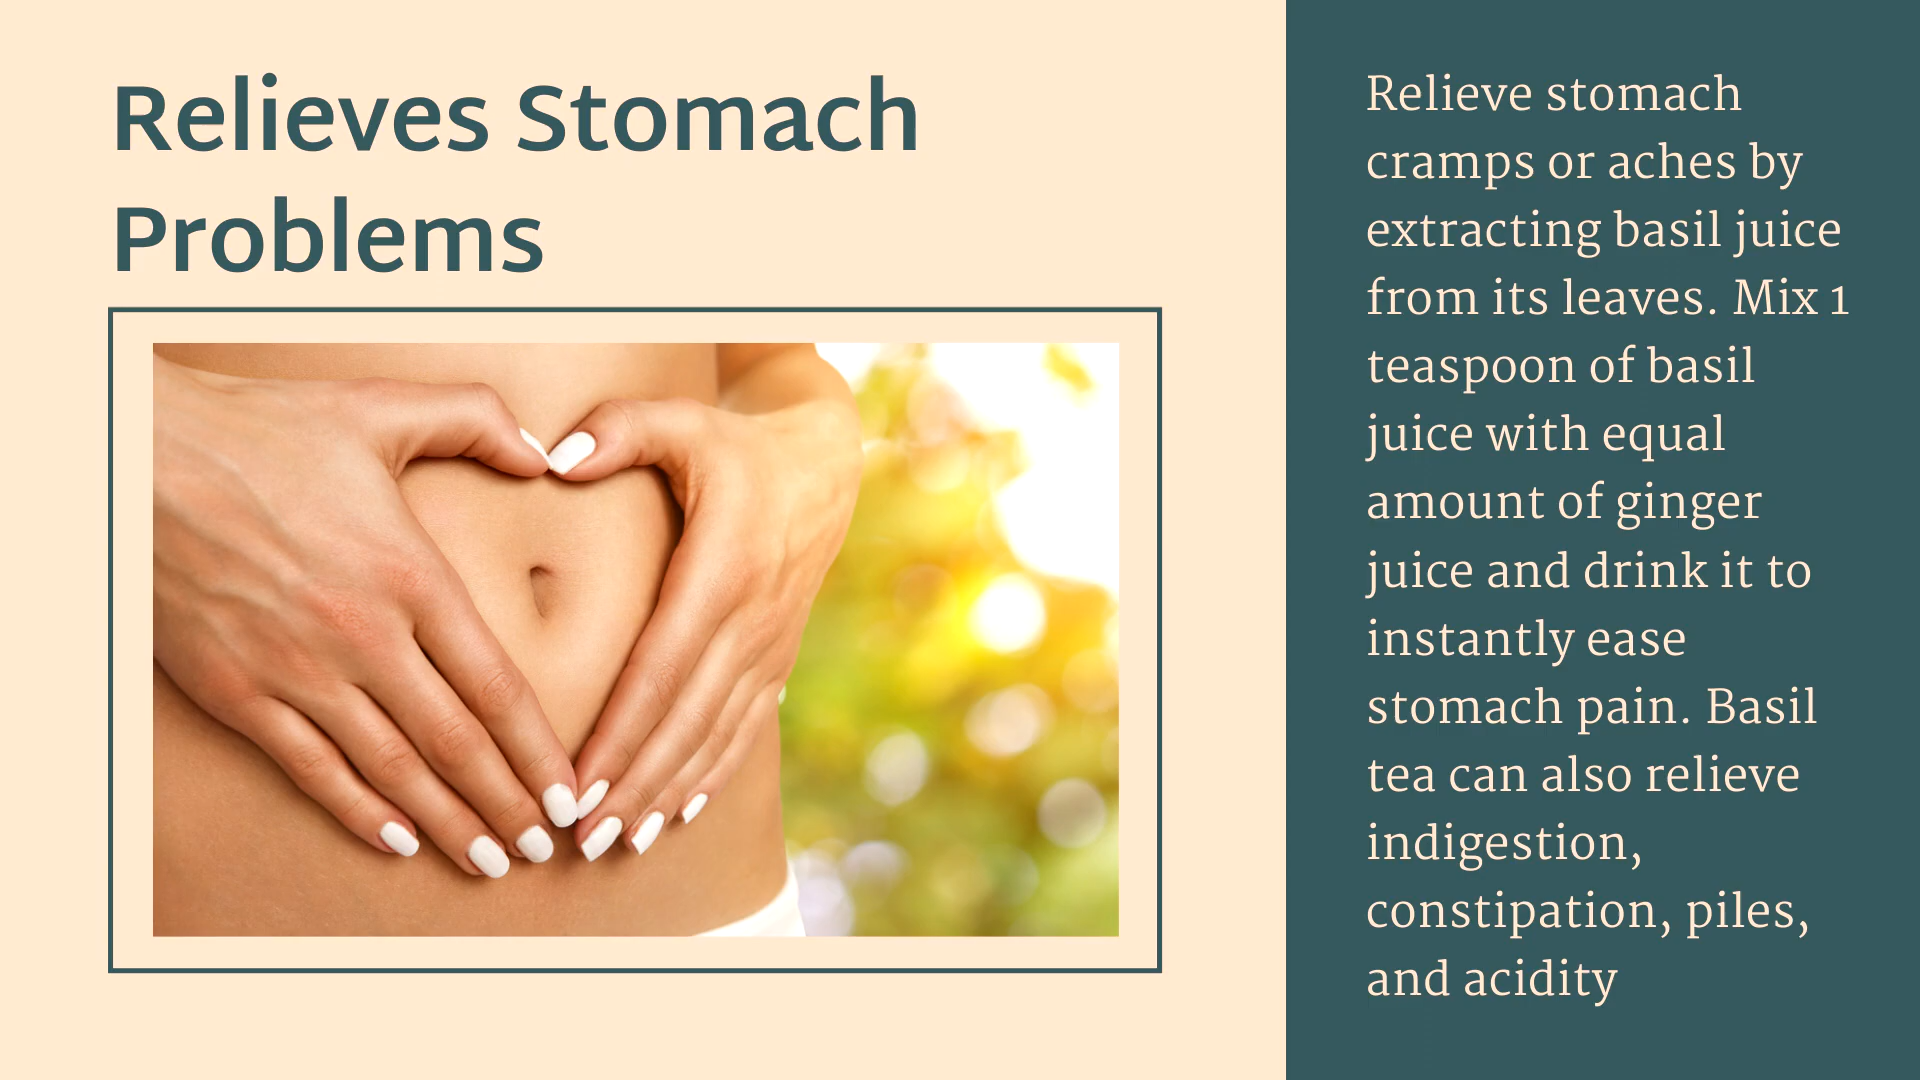 Relieves Stomach
Problems
Relieve stomach
cramps or aches by
extracting basil juice
from its leaves. Mix 1
teaspoon of basil
juice with equal
amount of ginger
juice and drink it to
instantly ease
stomach pain. Basil
tea can also relieve
indigestion,
constipation, piles,
and acidity